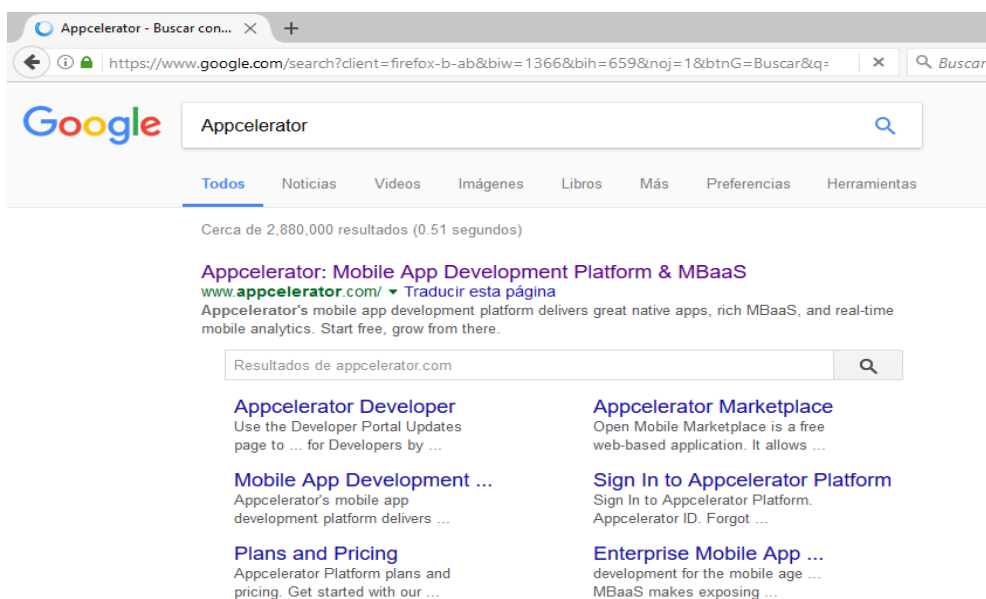 Appcelerator - Buscar con...
https://www.google.com/search?client=firefox-b-ab&biw=1366&bih=659&noj=1&btnG=Buscar&q=
Buscar
Google
Appcelerator
Todos Noticias Videos Imágenes Libros Más Preferencias Herramientas
Cerca de 2,880,000 resultados (0.51 segundos)
Appcelerator: Mobile App Development Platform & MBaaS
www.appcelerator.com/ Traducir esta página
Appcelerator's mobile app development platform delivers great native apps, rich MBaaS, and real-time
mobile analytics. Start free, grow from there.
Resultados de appcelerator.com
Appcelerator Developer
Use the Developer Portal Updates
page to ... for Developers by ...
Appcelerator Marketplace
Open Mobile Marketplace is a free
web-based application. It allows ...
Mobile App Development ...
Appcelerator's mobile app
development platform delivers ...
Sign In to Appcelerator Platform
Sign In to Appcelerator Platform.
Appcelerator ID. Forgot ...
Plans and Pricing
Appcelerator Platform plans and
pricing. Get started with our ...
Enterprise Mobile App ...
development for the mobile age ...
MBaaS makes exposing ...